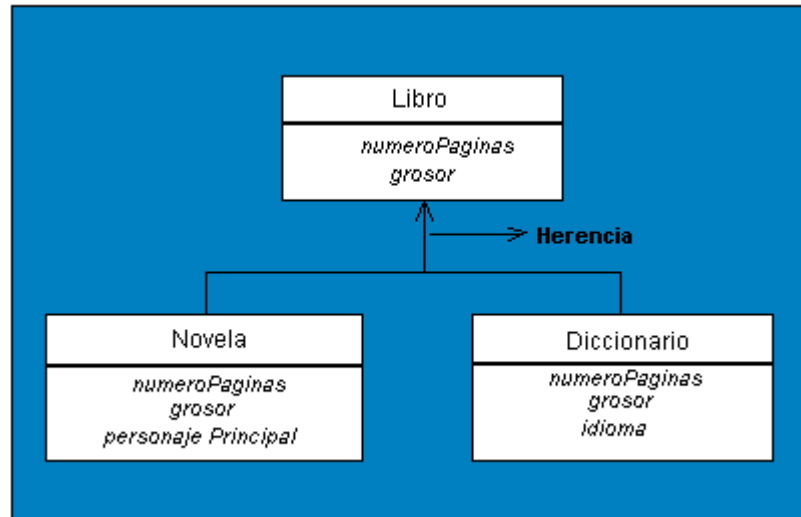 Libro
numeroPaginas
grosor
Herencia
Novela
numeroPaginas
grosor
personaje Principal
Diccionario
numeroPaginas
grosor
idioma